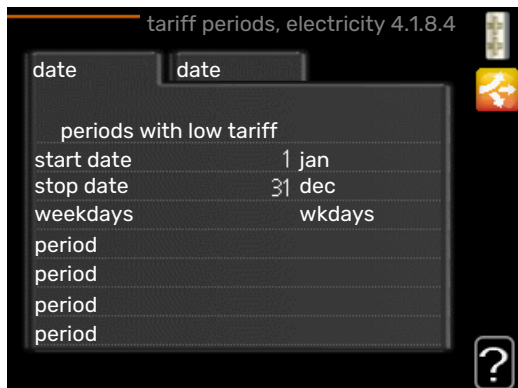 tariff periods, electricity 4.1.8.4
date date
periods with low tariff
start date 1 jan
stop date 31 dec
weekdays wkdays
period
period
period
period
?